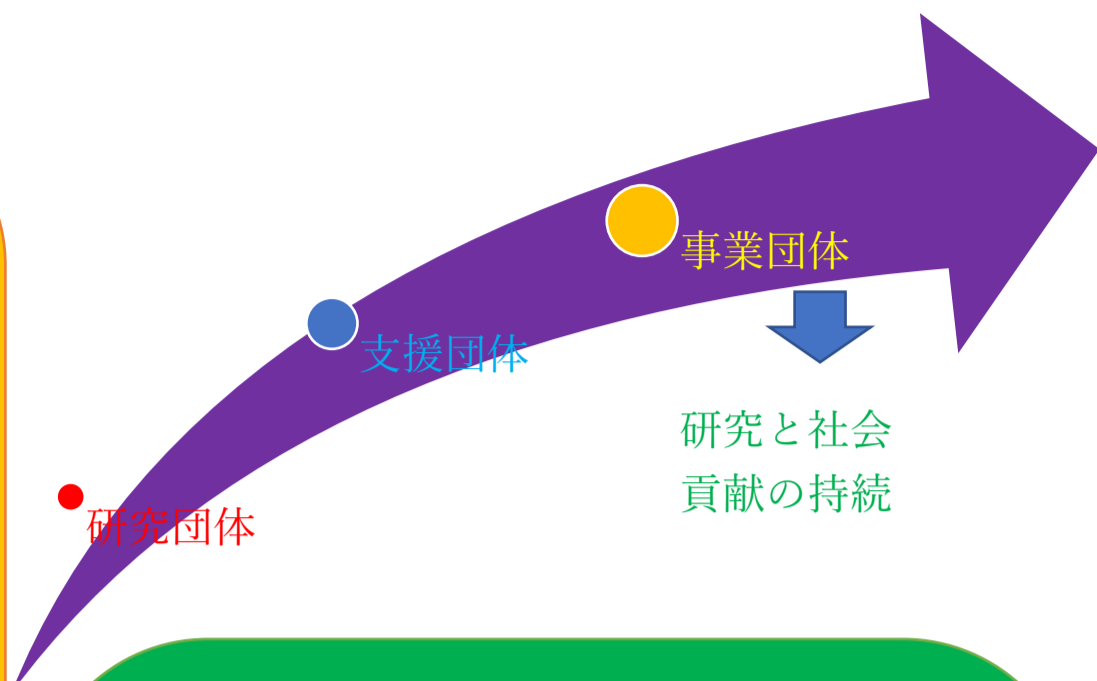 事業団体
支援団体
研究と社会
貢献の持続
研究団体